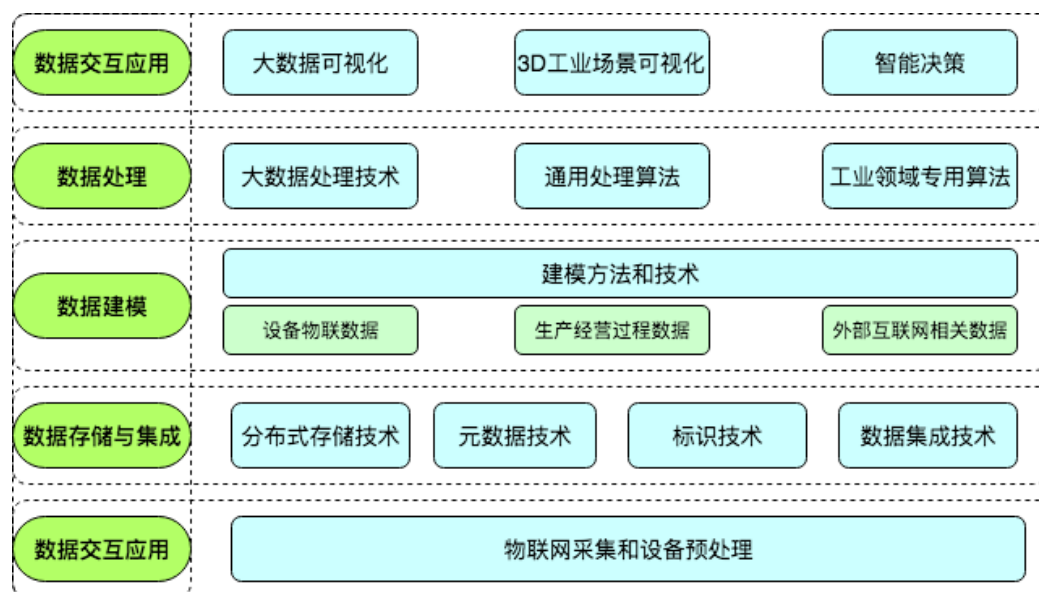 数据交互应用
大数据可视化
3D工业场景可视化
智能决策
数据处理
大数据处理技术
通用处理算法
工业领域专用算法
数据建模
建模方法和技术
设备物联数据
生产经营过程数据
外部互联网相关数据
数据存储与集成
分布式存储技术
元数据技术
标识技术
数据集成技术
数据交互应用
物联网采集和设备预处理